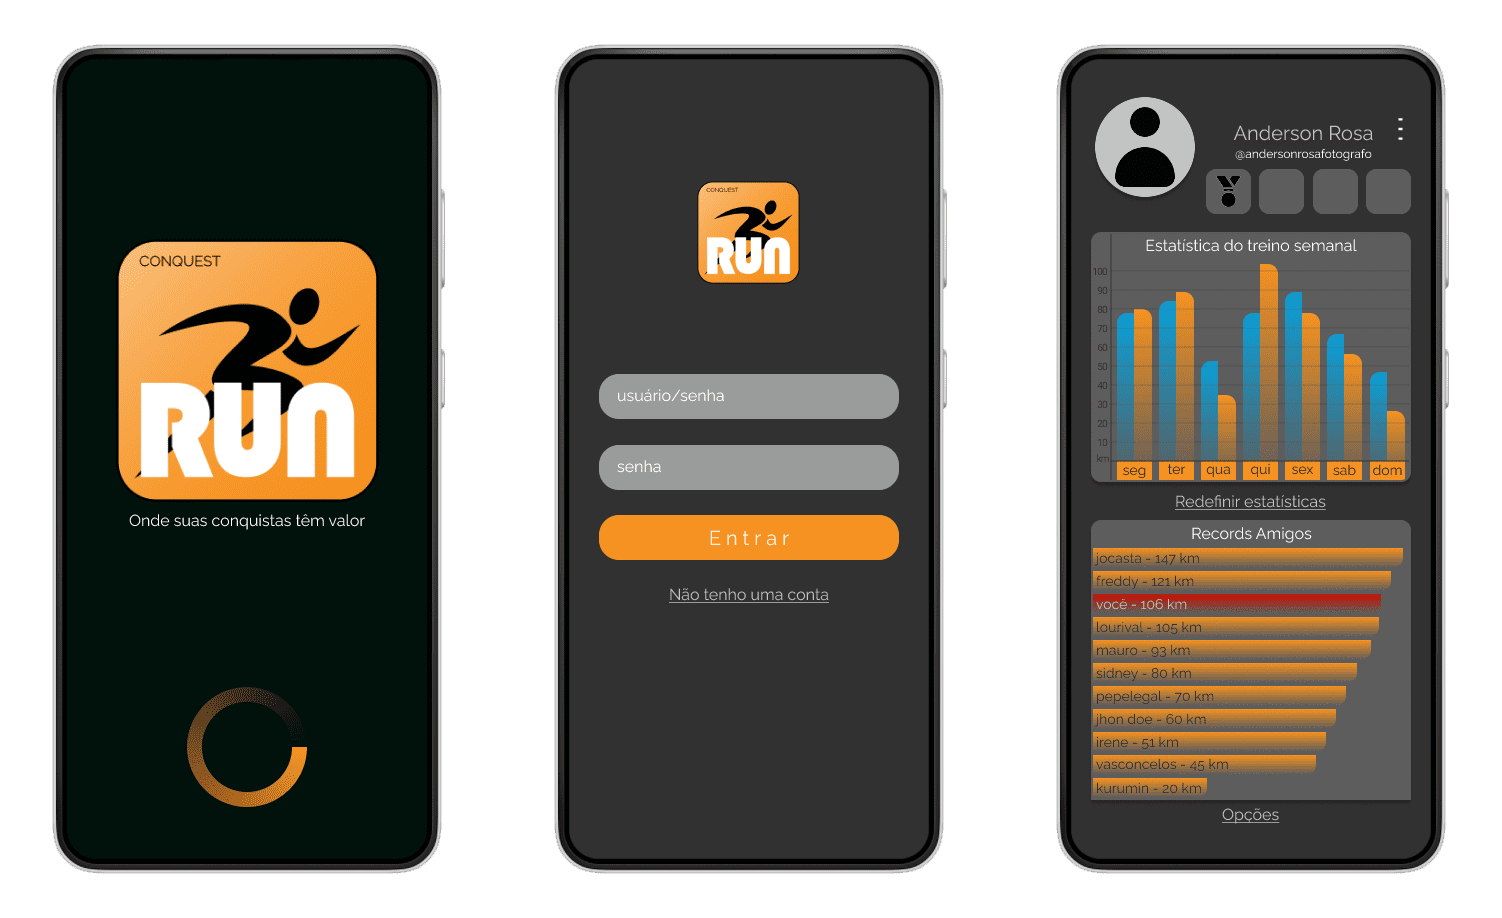 CONQUEST
RUN
Onde suas conquistas têm valor
CONQUEST
RUN
usuário/senha
senha
Entrar
Não tenho uma conta
Anderson Rosa
@andersonrosafotografo
Estatística do treino semanal
100
90
80
70
60
50
40
30
20
10
km
seg ter qua qui sex sab dom
Redefinir estatísticas
Records Amigos
jocasta - 147 km
freddy - 121 km
você - 106 km
lourival - 105 km
mauro - 93 km
sidney - 80 km
pepelegal - 70 km
jhon doe - 60 km
irene - 51 km
vasconcelos - 45 km
kurumin - 20 km
Opções